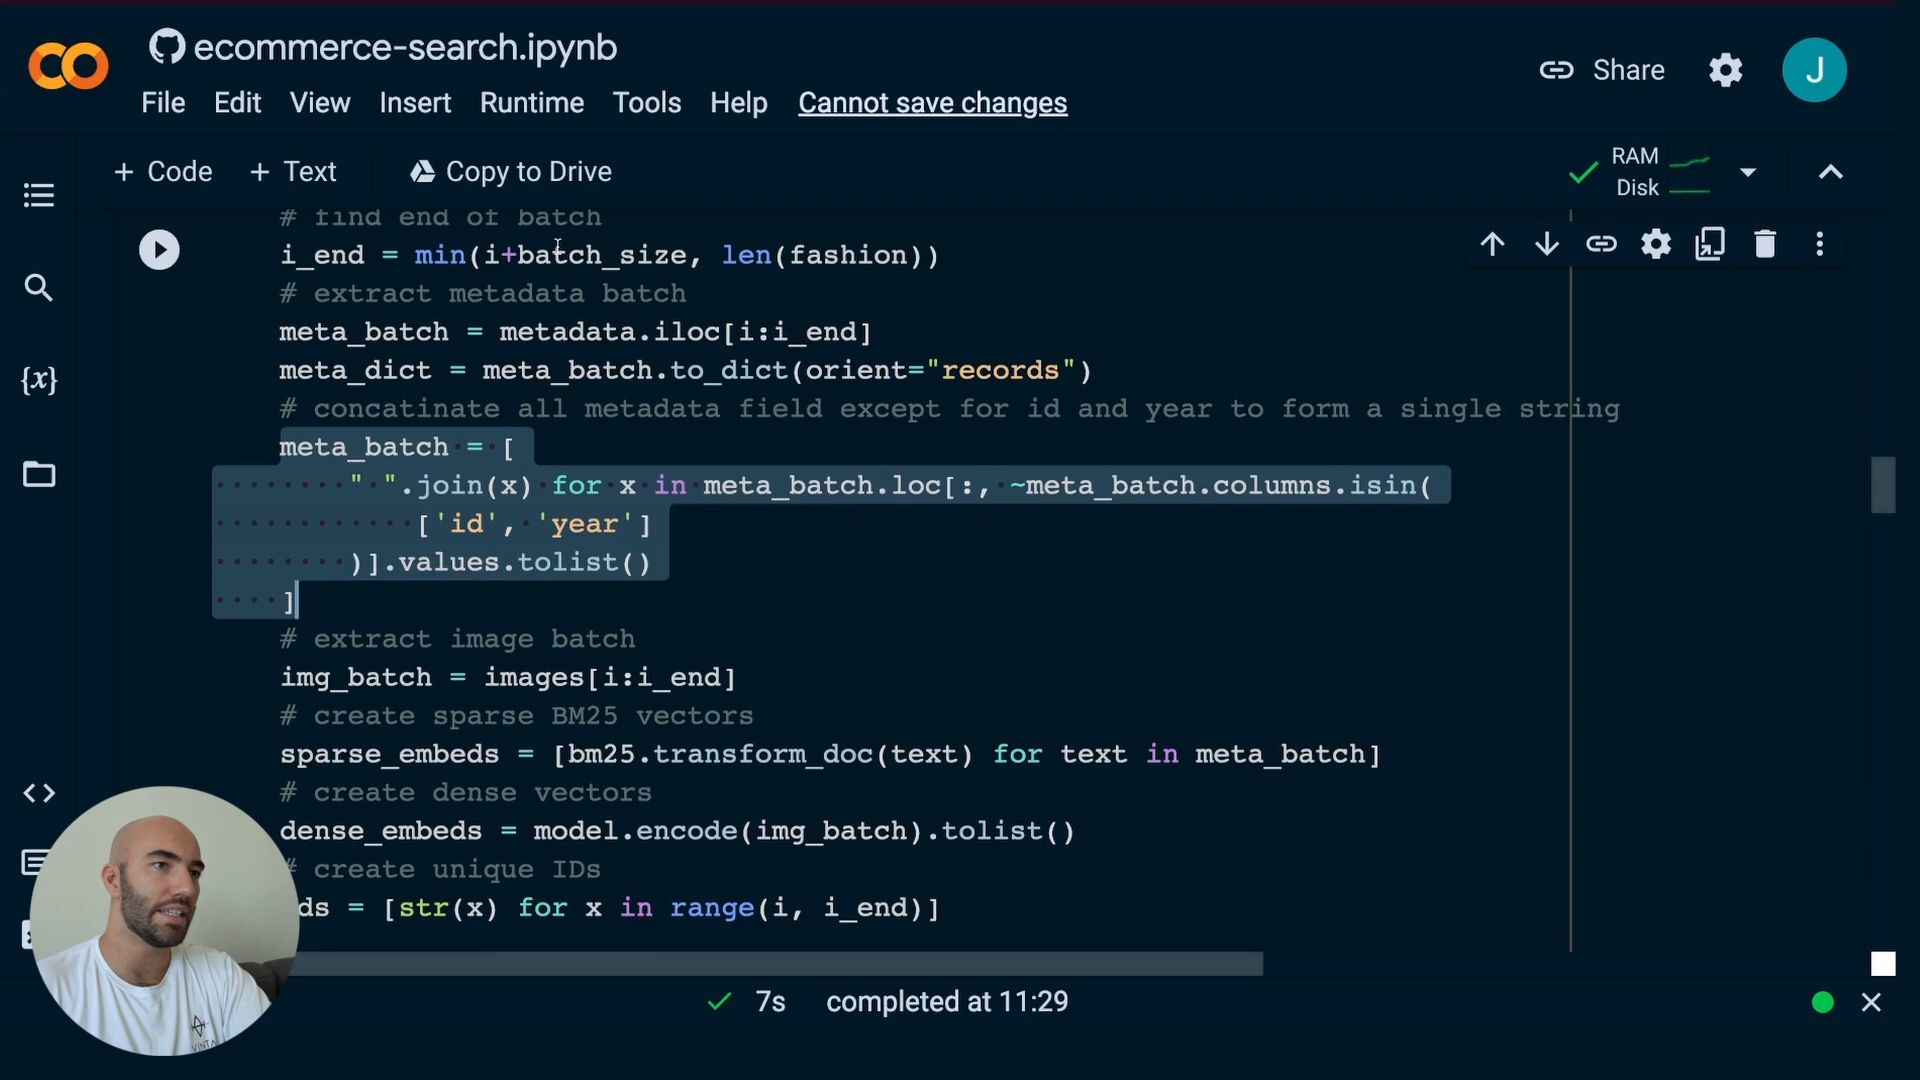 ecommerce-search.ipynb
Share
J
File Edit View Insert Runtime Tools Help Cannot save changes
+ Code + Text Copy to Drive
RAM
Disk
# find end of batch
i_end = min(i+batch_size, len(fashion))
# extract metadata batch
meta_batch = metadata.iloc[i:i_end]
meta_dict = meta_batch.to_dict(orient="records")
# concatinate all metadata field except for id and year to form a single string
meta_batch = [
" ".join(x) for x in meta_batch.loc[:, ~meta_batch.columns.isin(
['id', 'year']
)].values.tolist()
]
# extract image batch
img_batch = images[i:i_end]
# create sparse BM25 vectors
sparse_embeds = [bm25.transform_doc(text) for text in meta_batch]
# create dense vectors
dense_embeds = model.encode(img_batch).tolist()
# create unique IDs
ds = [str(x) for x in range(i, i_end)]
7s completed at 11:29